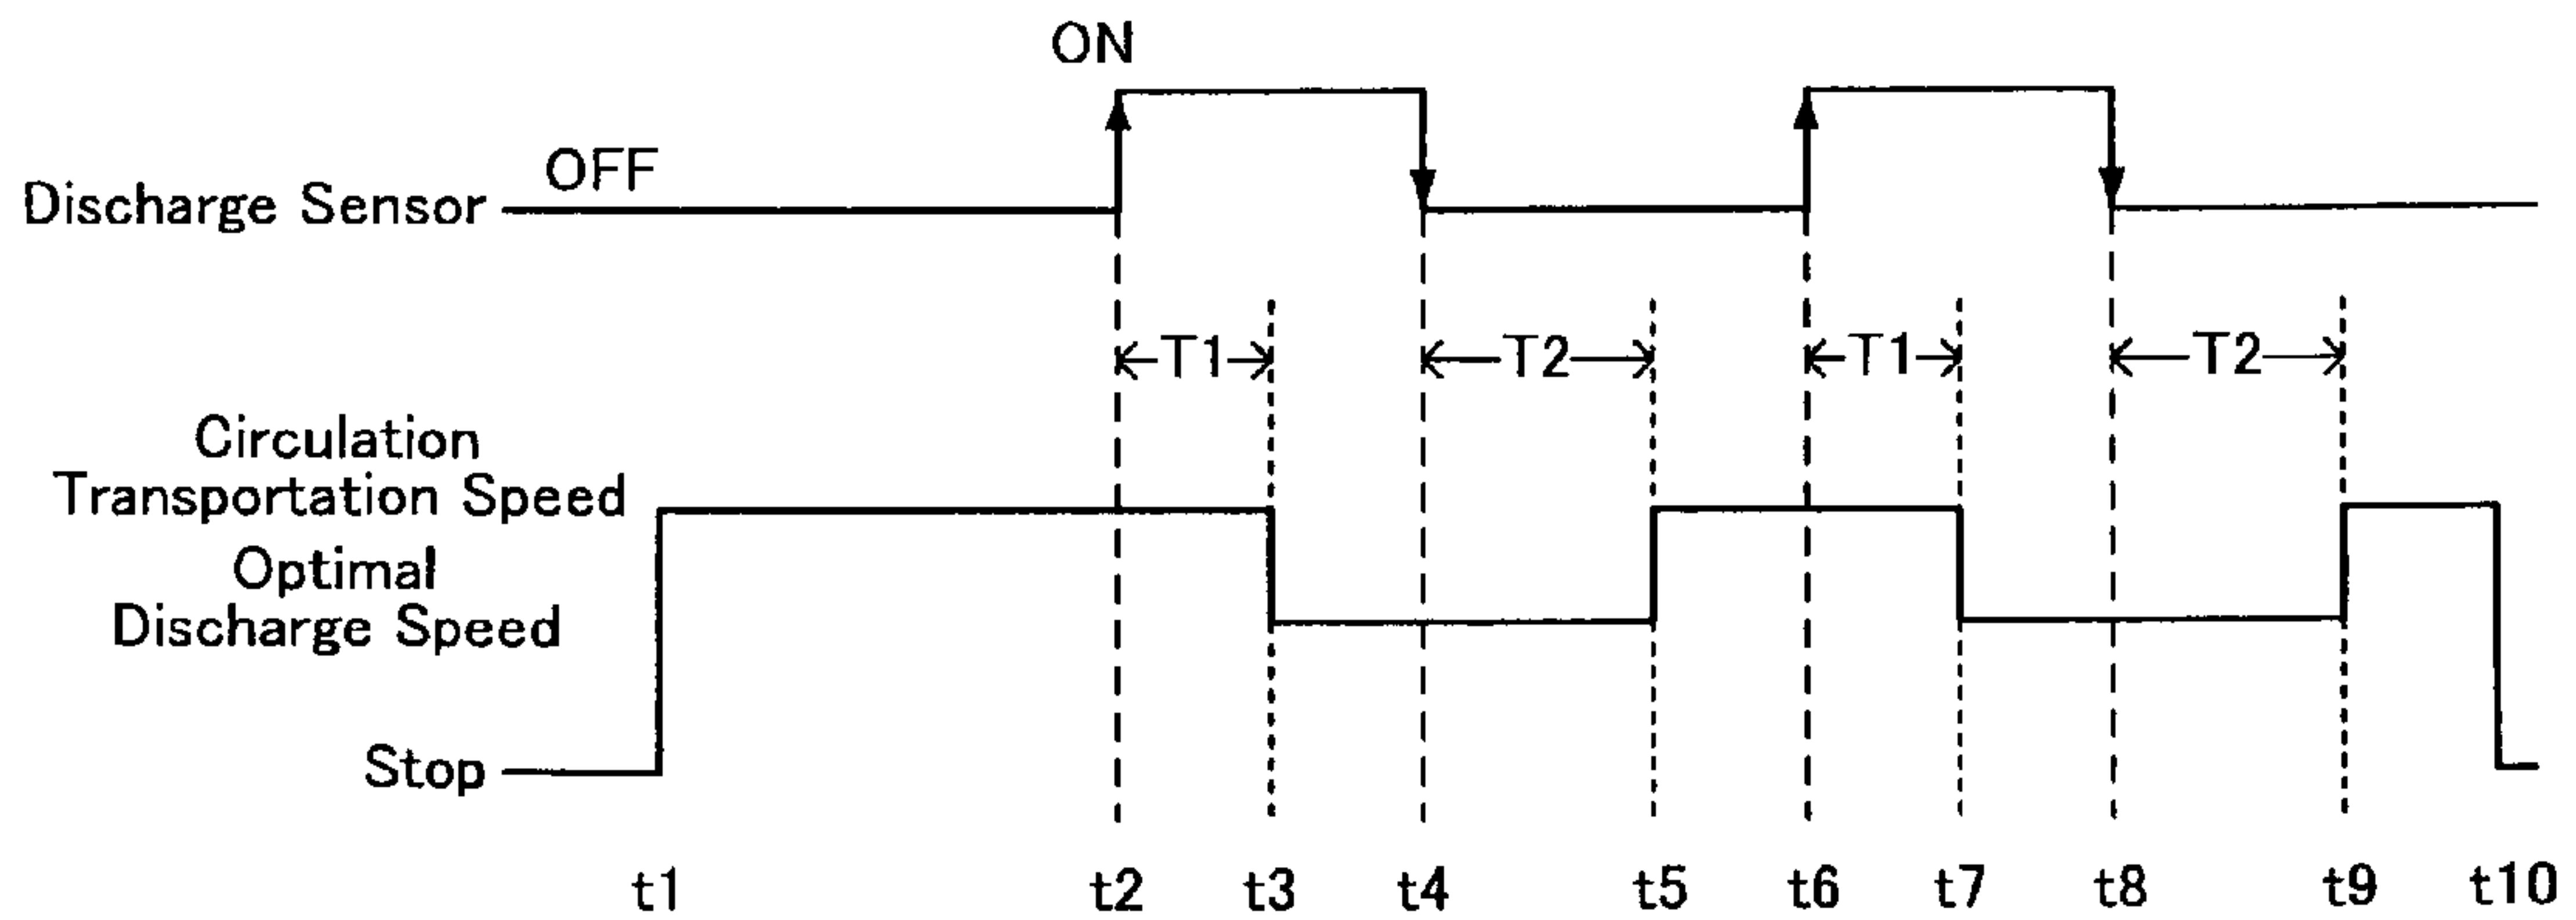 ON
OFF
Discharge Sensor
T1
T2
T1
T2
Circulation
Transportation Speed
Optimal
Discharge Speed
Stop
t1 t2 t3 t4 t5 t6 t7 t8 t9 t10